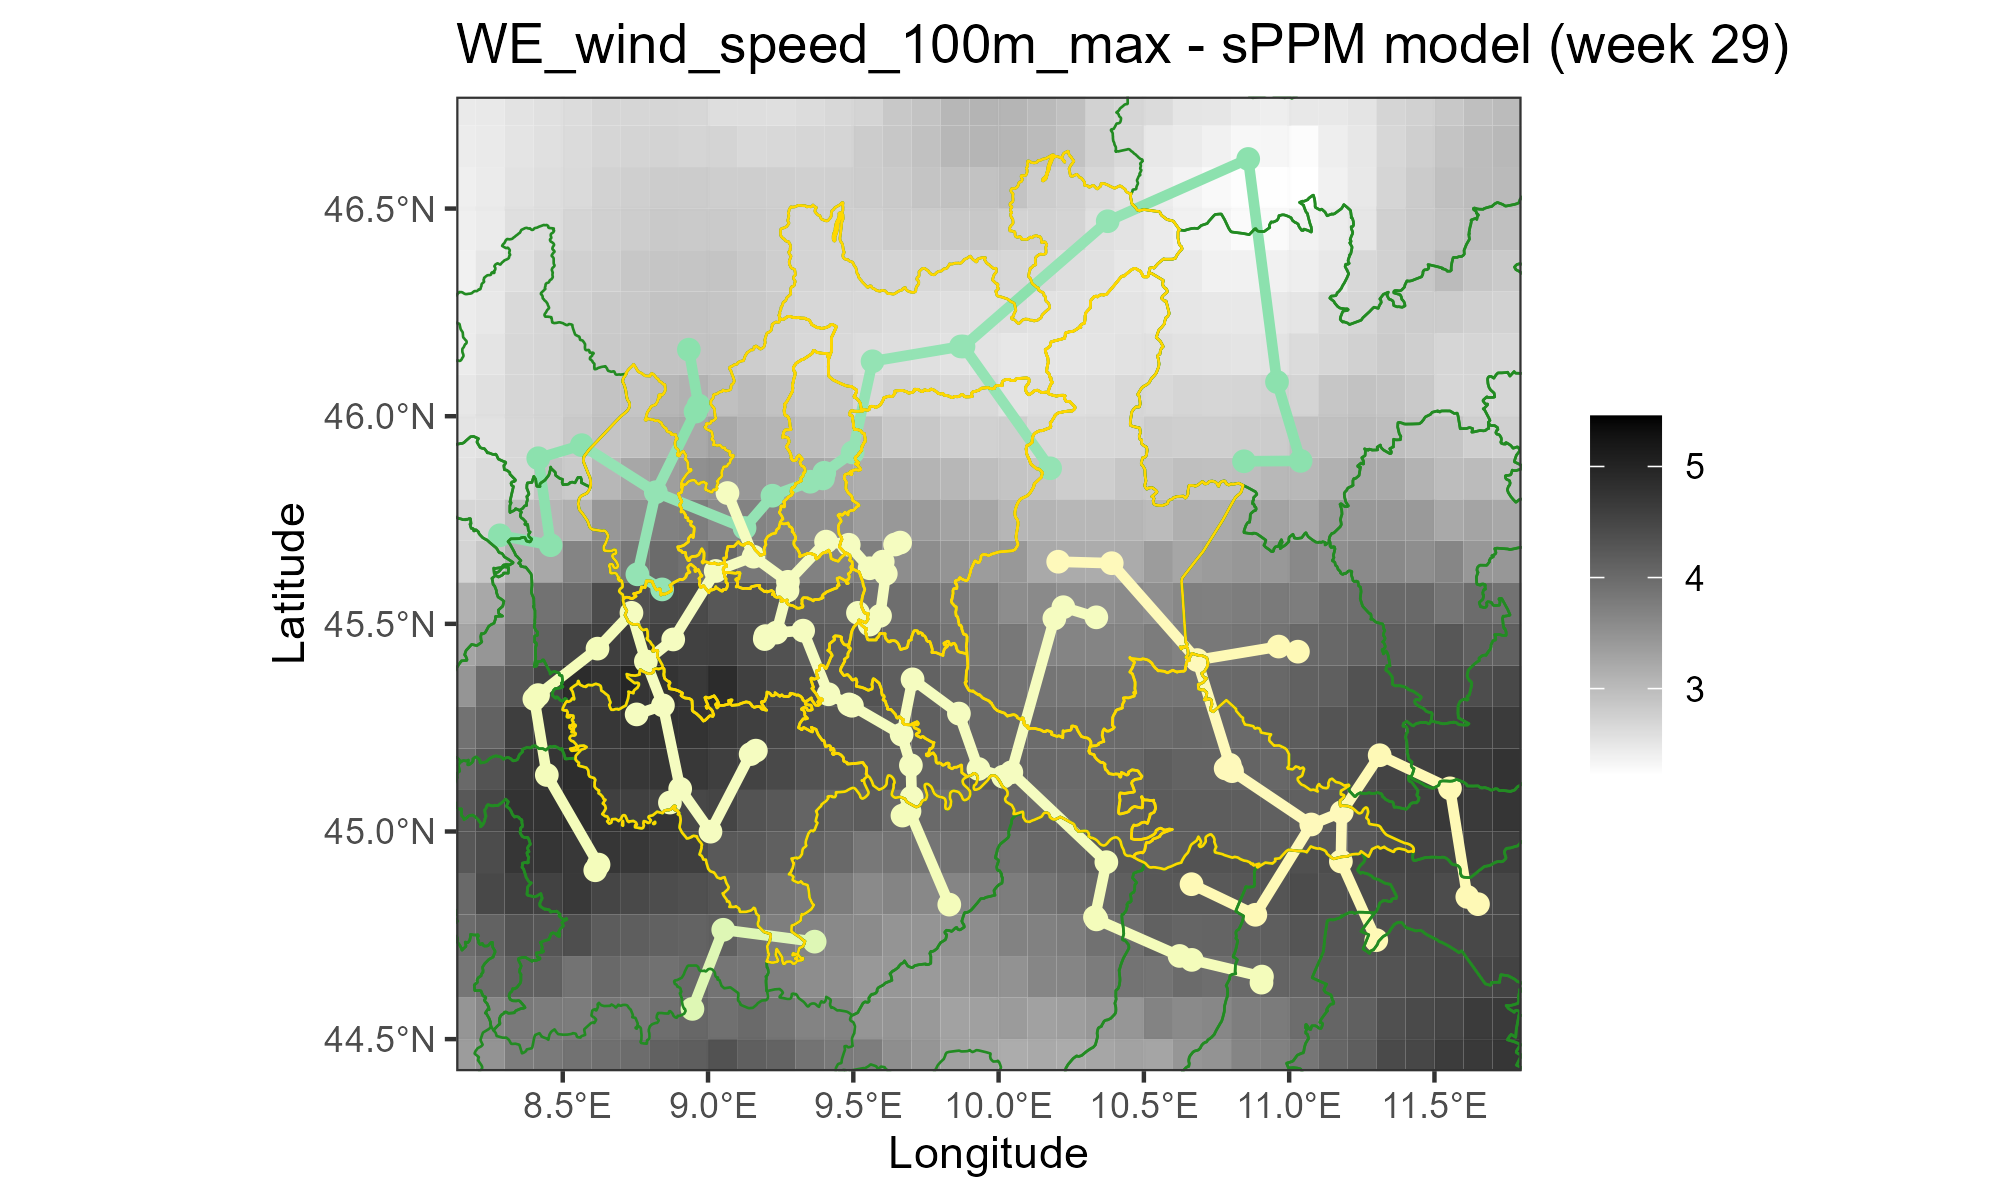 WE_wind_speed_100m_max - sPPM model (week 29)
46.5°N
46.0°N
45.5°N
45.0°N
44.5°N
Latitude
8.5°E
9.0°E
9.5°E
10.0°E
10.5°E
11.0°E
11.5°E
Longitude
5
4
3